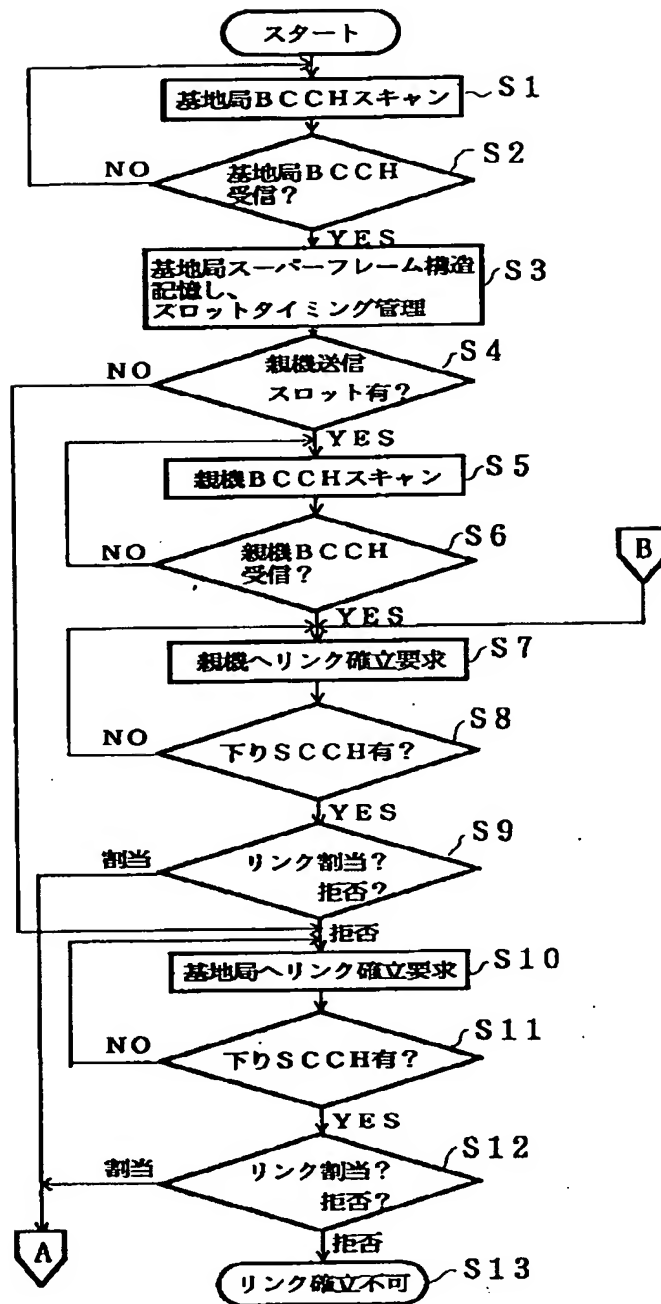 スタート
基地局BCCHスキャン
S1
S2
NO
基地局BCCH
受信?
YES
基地局スーパーフレーム構造
記憶し、
ズロットタイミング管理
S3
S4
NO
親機送信
スロット有?
YES
親機BCCHスキャン
S5
S6
NO
親機BCCH
受信?
B
YES
親機へリンク確立要求
S7
S8
NO
下りSCCH有?
YES
S9
割当
リンク割当?
拒否?
拒否
基地局へリンク確立要求
S10
S11
NO
下りSCCH有?
YES
S12
割当
リンク割当?
拒否?
A
拒否
リンク確立不可
S13